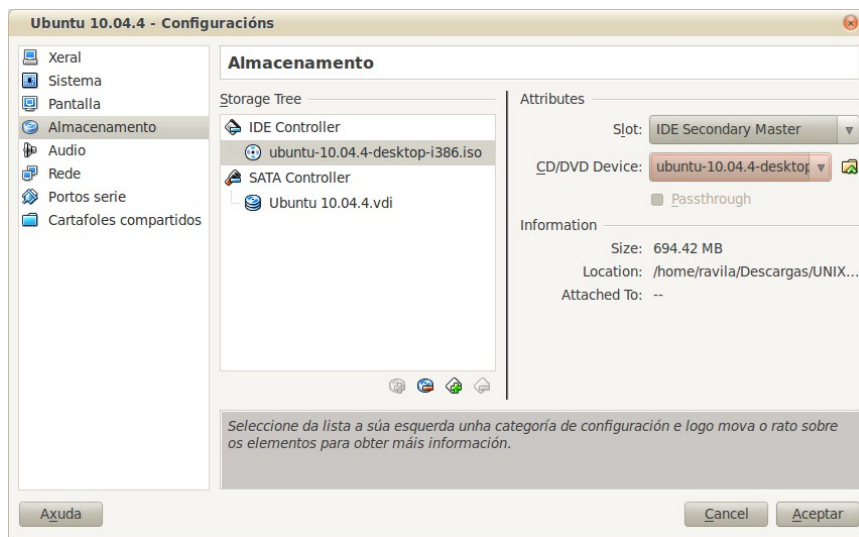 Ubuntu 10.04.4 - Configuracións
Xeral
Sistema
Pantalla
Almacenamento
Audio
Rede
Portos serie
Cartafoles compartidos
Almacenamento
Storage Tree
IDE Controller
ubuntu-10.04.4-desktop-i386.iso
SATA Controller
Ubuntu 10.04.4.vdi
Attributes
Slot: IDE Secondary Master
CD/DVD Device: ubuntu-10.04.4-desktop
Passthrough
Information
Size: 694.42 MB
Location: /home/ravila/Descargas/UNIX...
Attached To: --
Seleccione da lista a súa esquerda unha categoría de configuración e logo mova o rato sobre
os elementos para obter máis información.
Axuda
Cancel
Aceptar